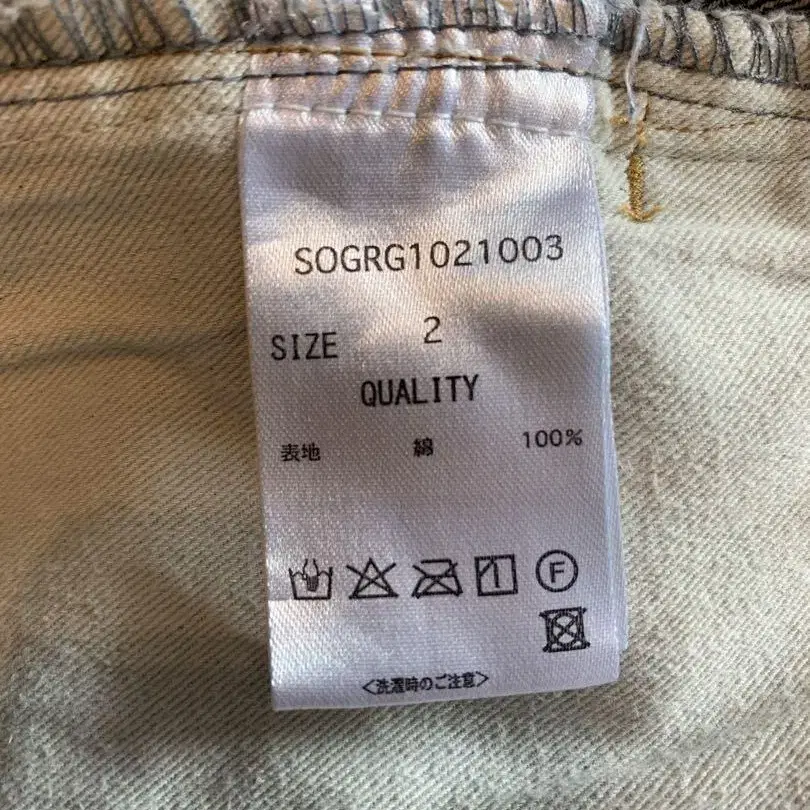 SOGRG1021003
SIZE 2
QUALITY
表地 綿 100%
F
<洗濯時のご注意>